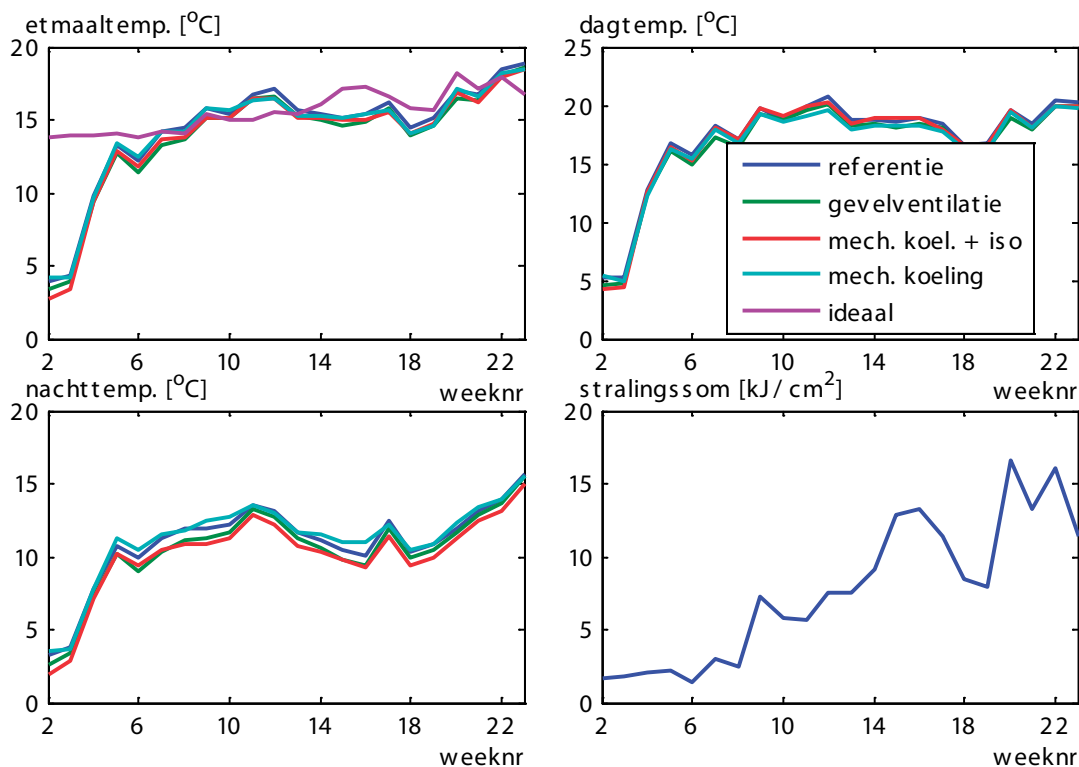 etmaaltemp. [°C]
20
15
10
5
0
2 6 10 14 18 22
weeknr
dagtemp. [°C]
25
20
15
10
5
0
referentie
gevelventilatie
mech. koel. + iso
mech. koeling
ideaal
2 6 10 14 18 22
weeknr
nachttemp. [°C]
20
15
10
5
0
2 6 10 14 18 22
weeknr
stralingssom [kJ/cm²]
20
15
10
5
0
2 6 10 14 18 22
weeknr